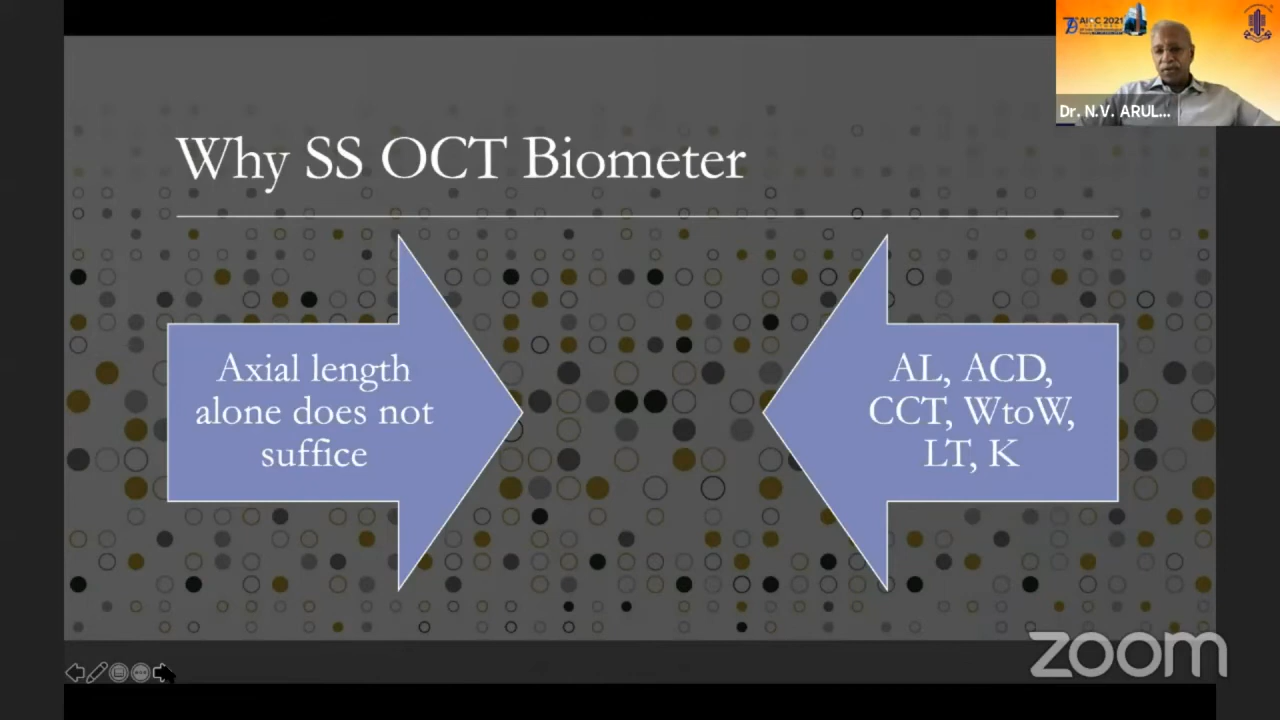 AIOC 2021
Dr. N.V. ARUL...
Why SS OCT Biometer
Axial length
alone does not
suffice
AL, ACD,
CCT, WtoW,
LT, K
zoom